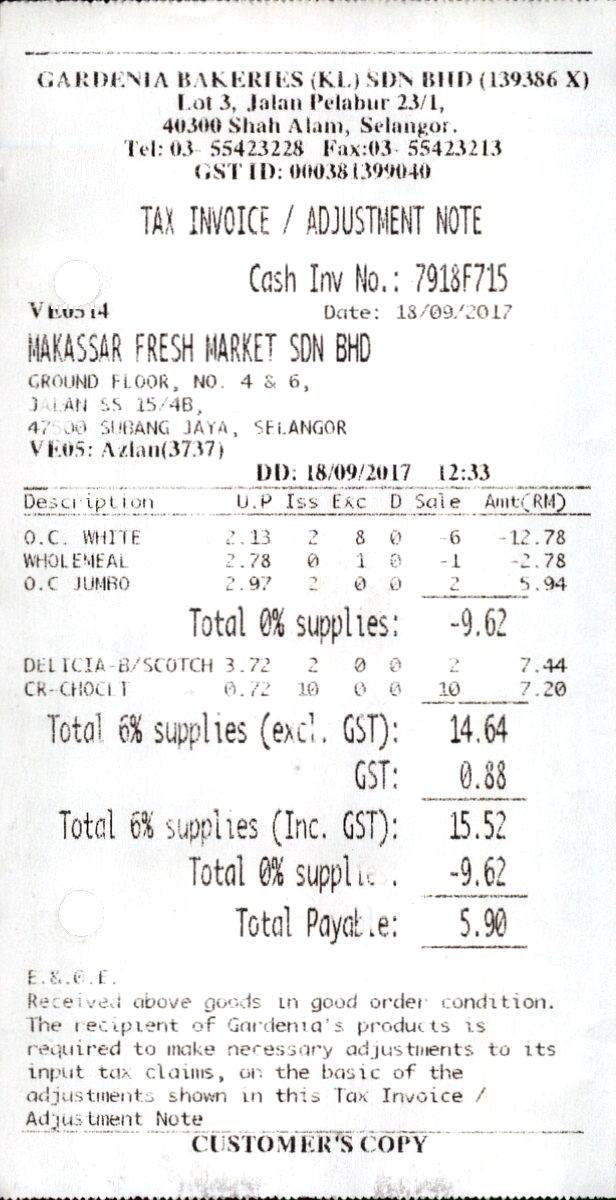 GARDENIA BAKERIES (KL) SDN BHD (139386 X)
Lot 3, Jalan Pelabur 23/1,
40300 Shah Alam, Selangor.
Tel: 03- 55423228 Fax:03- 55423213
GST ID: 000381399040
TAX INVOICE / ADJUSTMENT NOTE
Cash Inv No.: 7918F715
VE0514 Date: 18/09/2017
MAKASSAR FRESH MARKET SDN BHD
GROUND FLOOR, NO. 4 & 6,
JALAN SS 15/4B,
47500 SUBANG JAYA, SELANGOR
VE05: Azlan(3737)
DD: 18/09/2017 12:33
Description U.P Iss Exc D Sale Amt(RM)
O.C. WHITE 2.13 2 8 0 -6 -12.78
WHOLEMEAL 2.78 0 1 0 -1 -2.78
O.C JUMBO 2.97 2 0 0 2 5.94
Total 0% supplies: -9.62
DELICIA-B/SCOTCH 3.72 2 0 0 2 7.44
CR-CHOCLT 0.72 10 0 0 10 7.20
Total 6% supplies (excl. GST): 14.64
GST: 0.88
Total 6% supplies (Inc. GST): 15.52
Total 0% supplies: -9.62
Total Payable: 5.90
E.&.O.E.
Received above goods in good order condition.
The recipient of Gardenia's products is
required to make necessary adjustments to its
input tax claims, on the basic of the
adjustments shown in this Tax Invoice /
Adjustment Note
CUSTOMER'S COPY